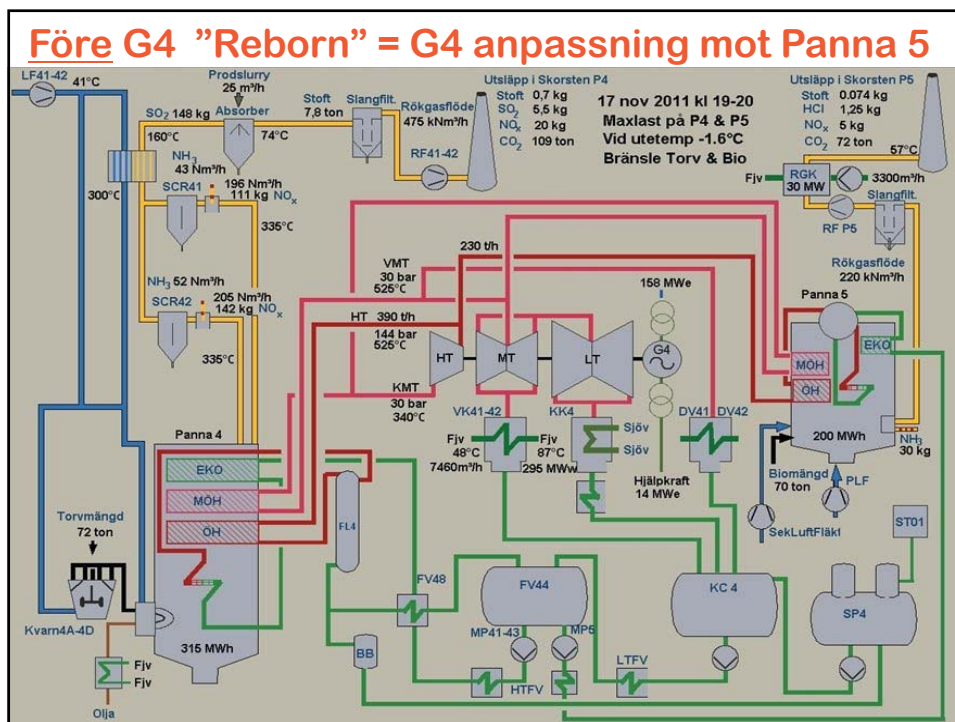 Före G4 ”Reborn” = G4 anpassning mot Panna 5
LF41-42
41°C
Prodslurry
25 m³/h
SO₂ 148 kg
Absorber
160°C
74°C
Stoft
7,8 ton
Slangfilt.
Rökgasflöde
475 kNm³/h
RF41-42
Utsläpp i Skorsten P4
Stoft 0,7 kg
SO₂ 5,5 kg
NOₓ 20 kg
CO₂ 109 ton
17 nov 2011 kl 19-20
Maxlast på P4 & P5
Vid utetemp -1.6°C
Bränsle Torv & Bio
Utsläpp i Skorsten P5
Stoft 0.074 kg
HCl 1,25 kg
NOₓ 5 kg
CO₂ 72 ton
57°C
Fjv
RGK
30 MW
3300m³/h
Slangfilt.
RF P5
Rökgasflöde
220 kNm³/h
NH₃
43 Nm³/h
300°C
SCR41
196 Nm³/h
111 kg NOₓ
335°C
NH₃ 52 Nm³/h
SCR42
205 Nm³/h
142 kg NOₓ
335°C
230 t/h
VMT
30 bar
525°C
HT 390 t/h
144 bar
525°C
KMT
30 bar
340°C
HT
MT
LT
G4
158 MWe
Panna 5
EKO
MÖH
ÖH
200 MWh
NH₃
30 kg
Biomängd
70 ton
PLF
SekLuftFläkt
VK41-42
Fjv
48°C
7460m³/h
Fjv
87°C
295 MWw
KK4
Sjöv
Sjöv
DV41
DV42
Hjälpkraft
14 MWe
Panna 4
EKO
MÖH
ÖH
315 MWh
Torvmängd
72 ton
Kvarn4A-4D
Fjv
Fjv
Olja
FL4
FV48
FV44
KC 4
ST01
SP4
BB
MP41-43
MP5
HTFV
LTFV